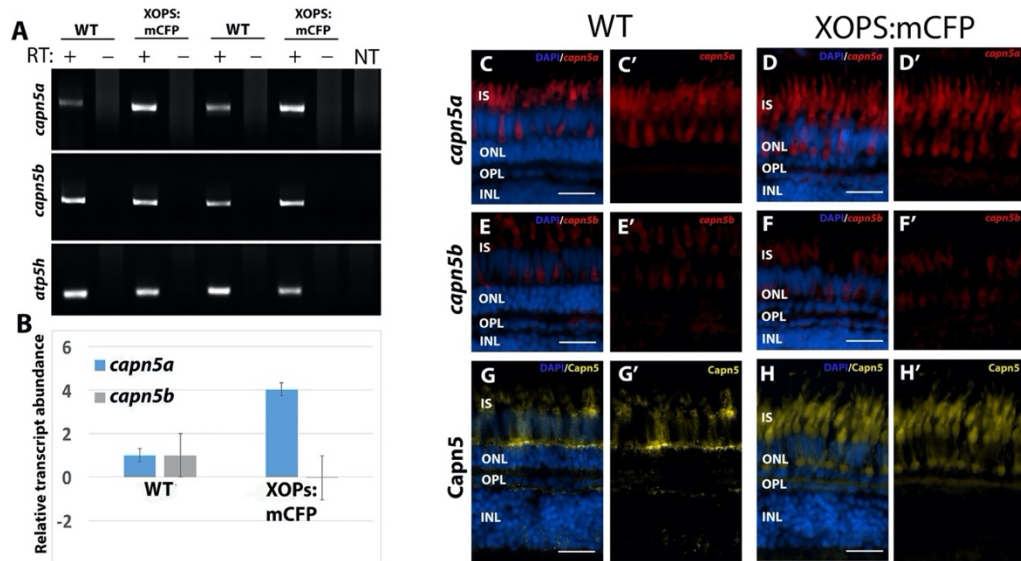 A
WT
XOPS:
mCFP
WT
XOPS:
mCFP
RT: + − + − + − + − NT
capn5a
capn5b
atp5h
B
Relative transcript abundance
6
4
2
0
-2
capn5a
capn5b
WT
XOPs:
mCFP
WT
XOPS:mCFP
capn5a
C
DAPI/capn5a
IS
ONL
OPL
INL
C'
capn5a
D
DAPI/capn5a
IS
ONL
OPL
INL
D'
capn5a
capn5b
E
DAPI/capn5b
IS
ONL
OPL
INL
E'
capn5b
F
DAPI/capn5b
IS
ONL
OPL
INL
F'
capn5b
Capn5
G
DAPI/Capn5
IS
ONL
OPL
INL
G'
Capn5
H
DAPI/Capn5
IS
ONL
OPL
INL
H'
Capn5